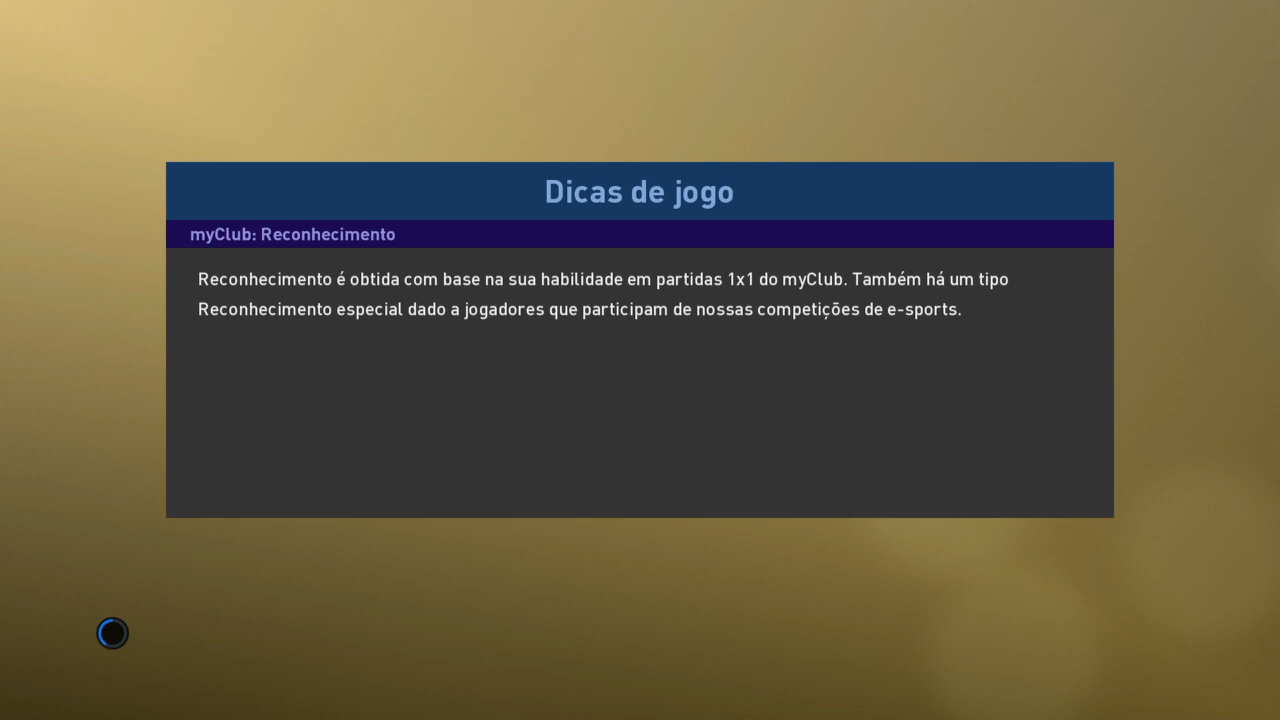 Dicas de jogo
myClub: Reconhecimento
Reconhecimento é obtida com base na sua habilidade em partidas 1x1 do myClub. Também há um tipo
Reconhecimento especial dado a jogadores que participam de nossas competições de e-sports.